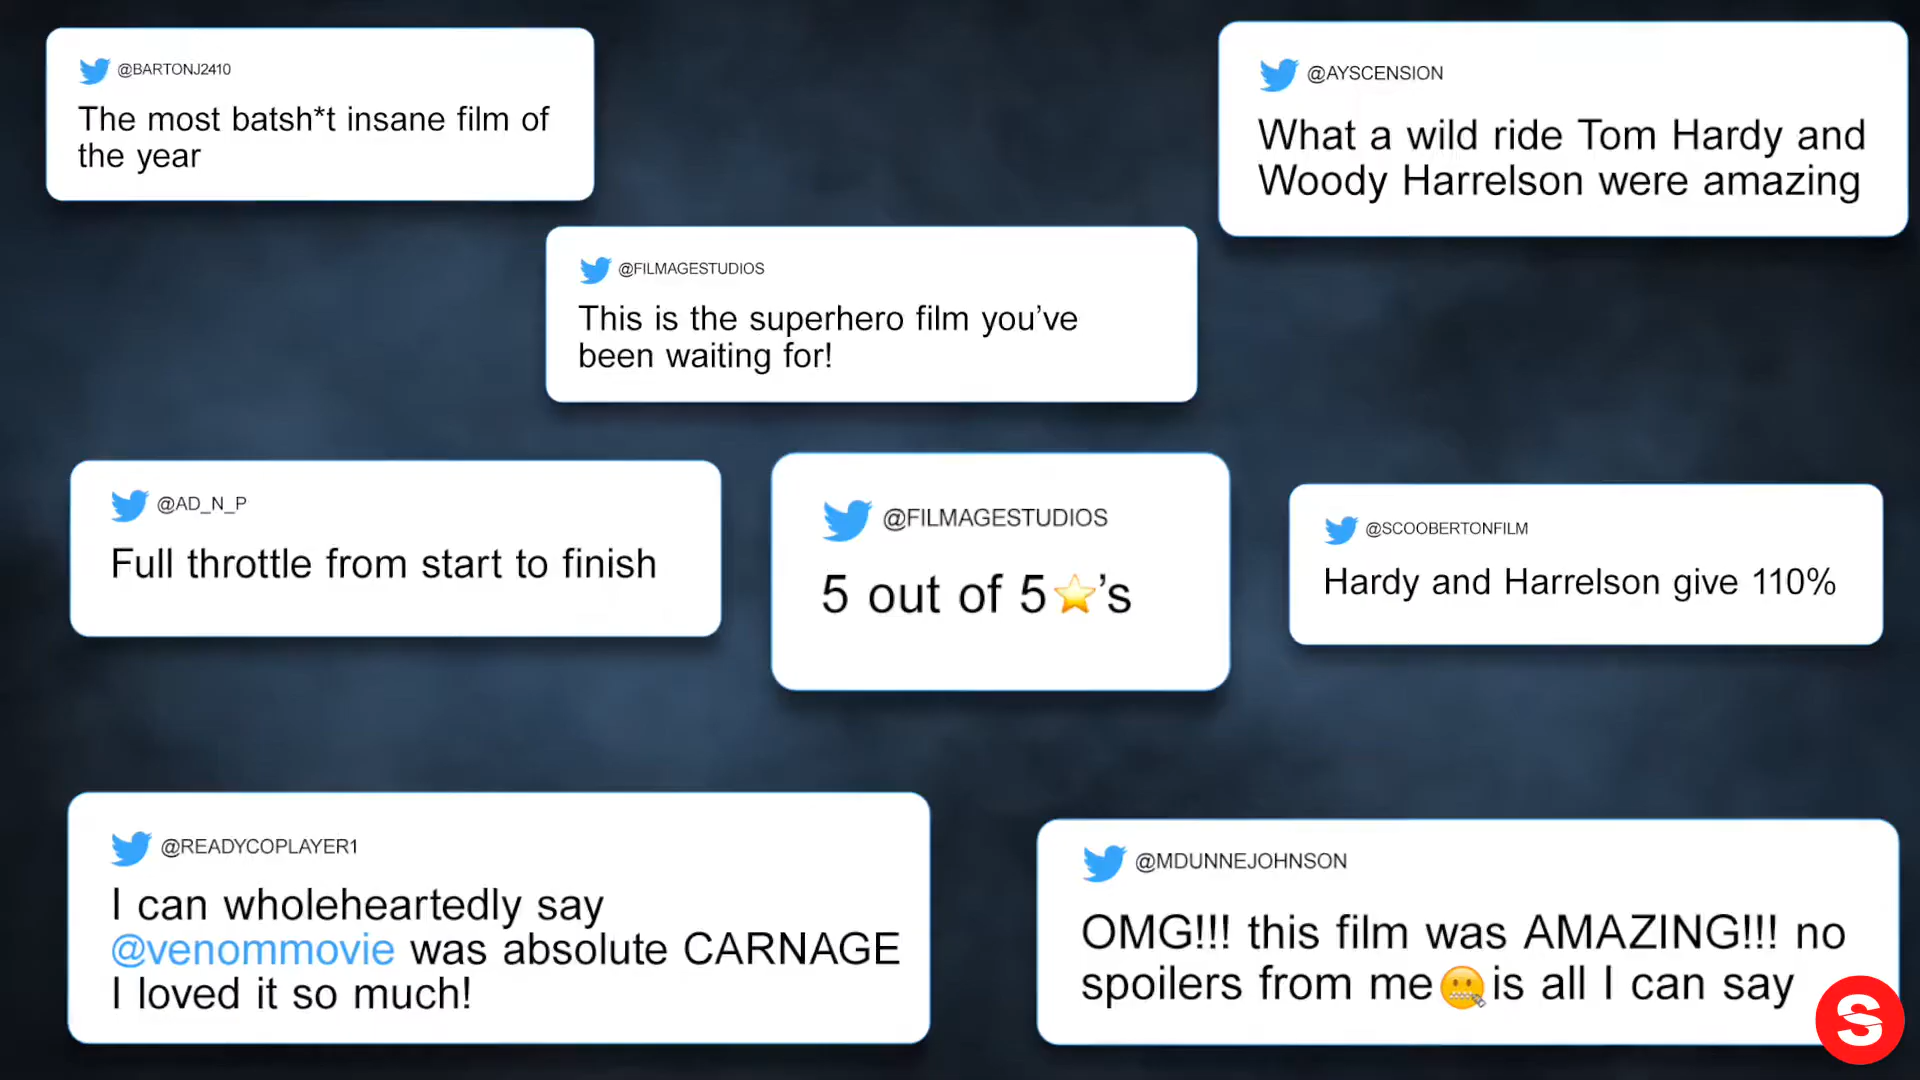 @BARTONJ2410
The most batsh*t insane film of
the year
@AYSCENSION
What a wild ride Tom Hardy and
Woody Harrelson were amazing
@FILMAGESTUDIOS
This is the superhero film you’ve
been waiting for!
@AD_N_P
Full throttle from start to finish
@FILMAGESTUDIOS
5 out of 5⭐’s
@SCOOBERTONFILM
Hardy and Harrelson give 110%
@READYCOPLAYER1
I can wholeheartedly say
@venommovie was absolute CARNAGE
I loved it so much!
@MDUNNEJOHNSON
OMG!!! this film was AMAZING!!! no
spoilers from me🤐is all I can say
S